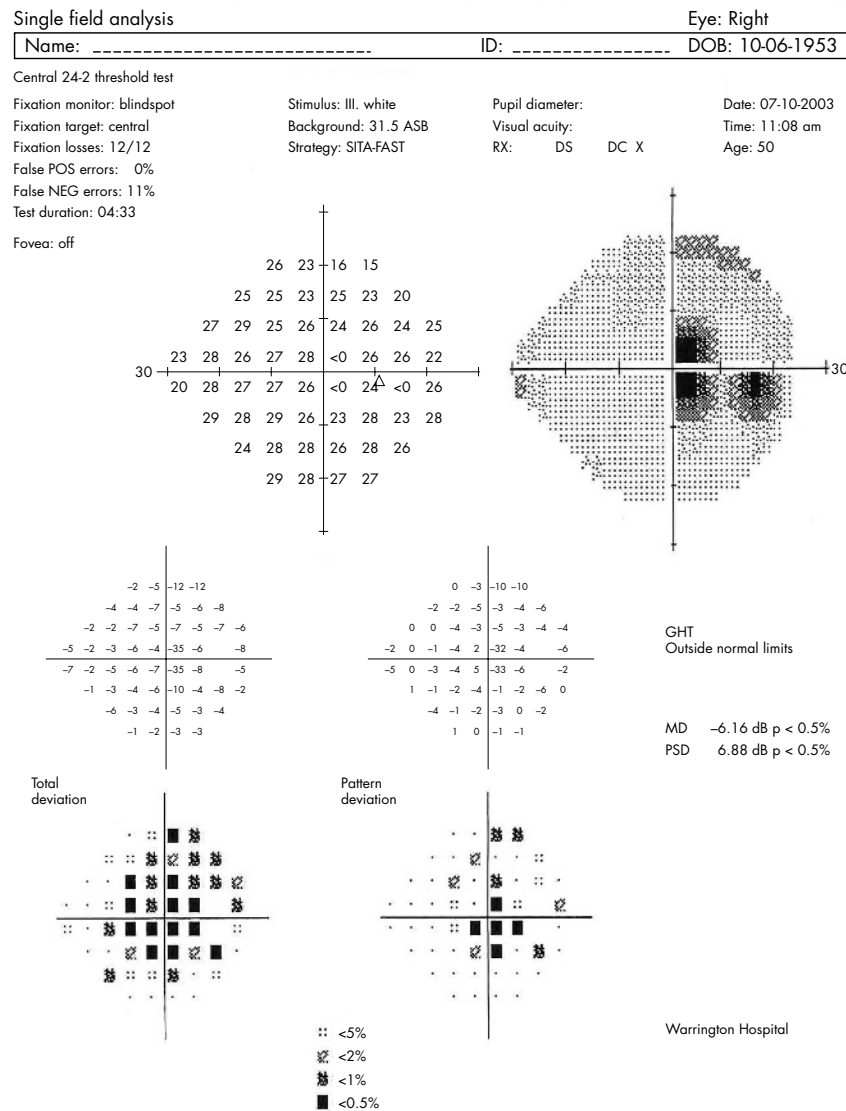 Single field analysis Eye: Right
Name: ID: DOB: 10-06-1953
Central 24-2 threshold test
Fixation monitor: blindspot Stimulus: III. white Pupil diameter: Date: 07-10-2003
Fixation target: central Background: 31.5 ASB Visual acuity: Time: 11:08 am
Fixation losses: 12/12 Strategy: SITA-FAST RX: DS DC X Age: 50
False POS errors: 0%
False NEG errors: 11%
Test duration: 04:33
Fovea: off
26 23 16 15
25 25 23 25 23 20
27 29 25 26 24 26 24 25
23 28 26 27 28 <0 26 26 22
30 30
20 28 27 27 26 <0 24 <0 26
29 28 29 26 23 28 23 28
24 28 28 26 28 26
29 28 27 27
-2 -5 -12 -12 0 -3 -10 -10
-4 -4 -7 -5 -6 -8 -2 -2 -5 -3 -4 -6
-2 -2 -7 -5 -7 -5 -7 -6 0 0 -4 -3 -5 -3 -4 -4
-5 -2 -3 -6 -4 -35 -6 -8 -2 0 -1 -4 2 -32 -4 -6
-7 -2 -5 -6 -7 -35 -8 -5 -5 0 -3 -4 5 -33 -6 -2
-1 -3 -4 -6 -10 -4 -8 -2 1 -1 -2 -4 -1 -2 -6 0
-6 -3 -4 -5 -3 -4 -4 -1 -2 -3 0 -2
-1 -2 -3 -3 1 0 -1 -1
GHT
Outside normal limits
MD -6.16 dB p < 0.5%
PSD 6.88 dB p < 0.5%
Total deviation
Pattern deviation
<5%
<2%
<1%
<0.5%
Warrington Hospital